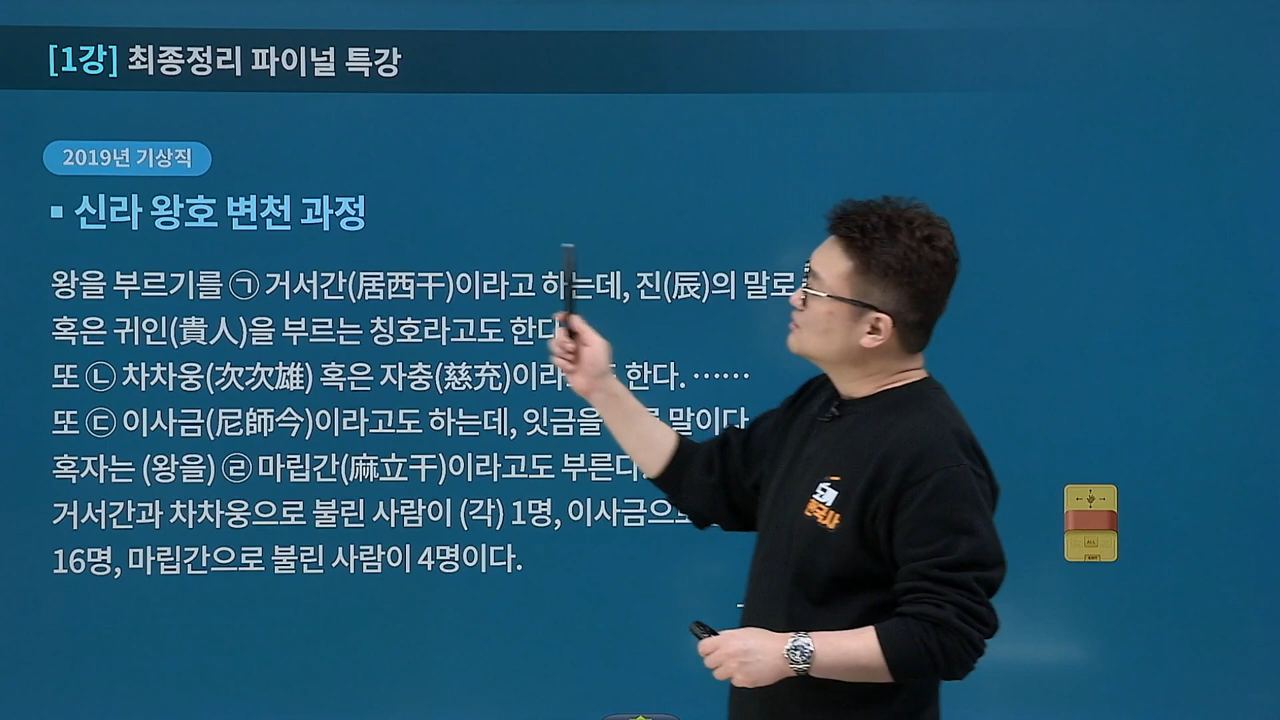 [1강] 최종정리 파이널 특강
2019년 기상직
▪ 신라 왕호 변천 과정
왕을 부르기를 ㉠ 거서간(居西干)이라고 하는데, 진(辰)의 말로
혹은 귀인(貴人)을 부르는 칭호라고도 한다
또 ㉡ 차차웅(次次雄) 혹은 자충(慈充)이라 한다. ⋯⋯
또 ㉢ 이사금(尼師今)이라고도 하는데, 잇금을 말이다
혹자는 (왕을) ㉣ 마립간(麻立干)이라고도 부른다.
거서간과 차차웅으로 불린 사람이 (각) 1명, 이사금으로
16명, 마립간으로 불린 사람이 4명이다.
한국사
ALL